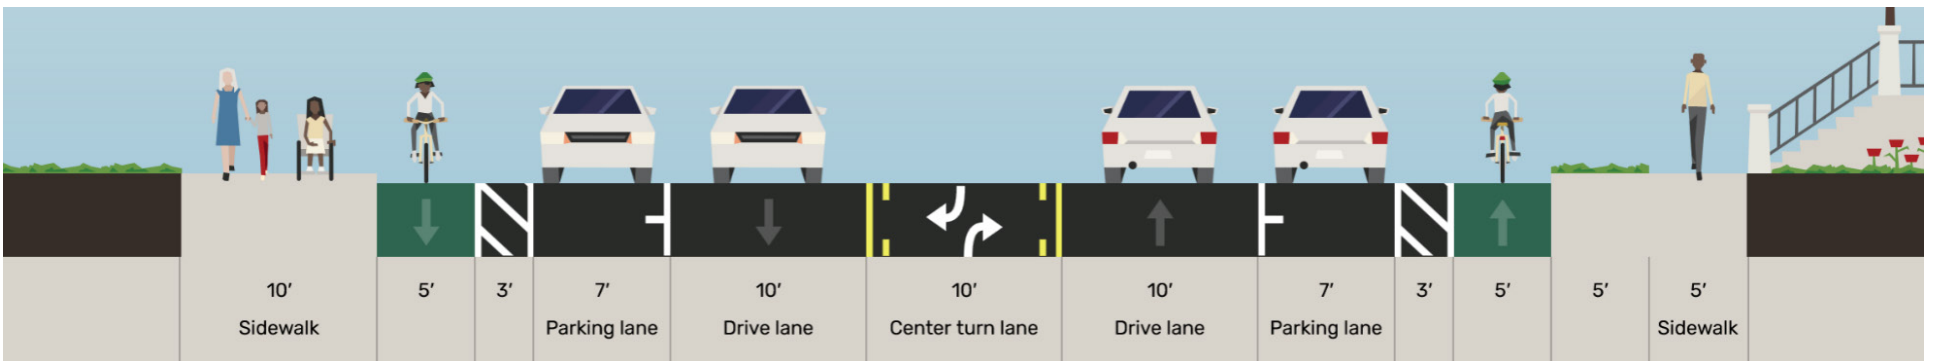 10′ 5′ 3′ 7′ 10′ 10′ 10′ 7′ 3′ 5′ 5′ 5′
Sidewalk Parking lane Drive lane Center turn lane Drive lane Parking lane Sidewalk